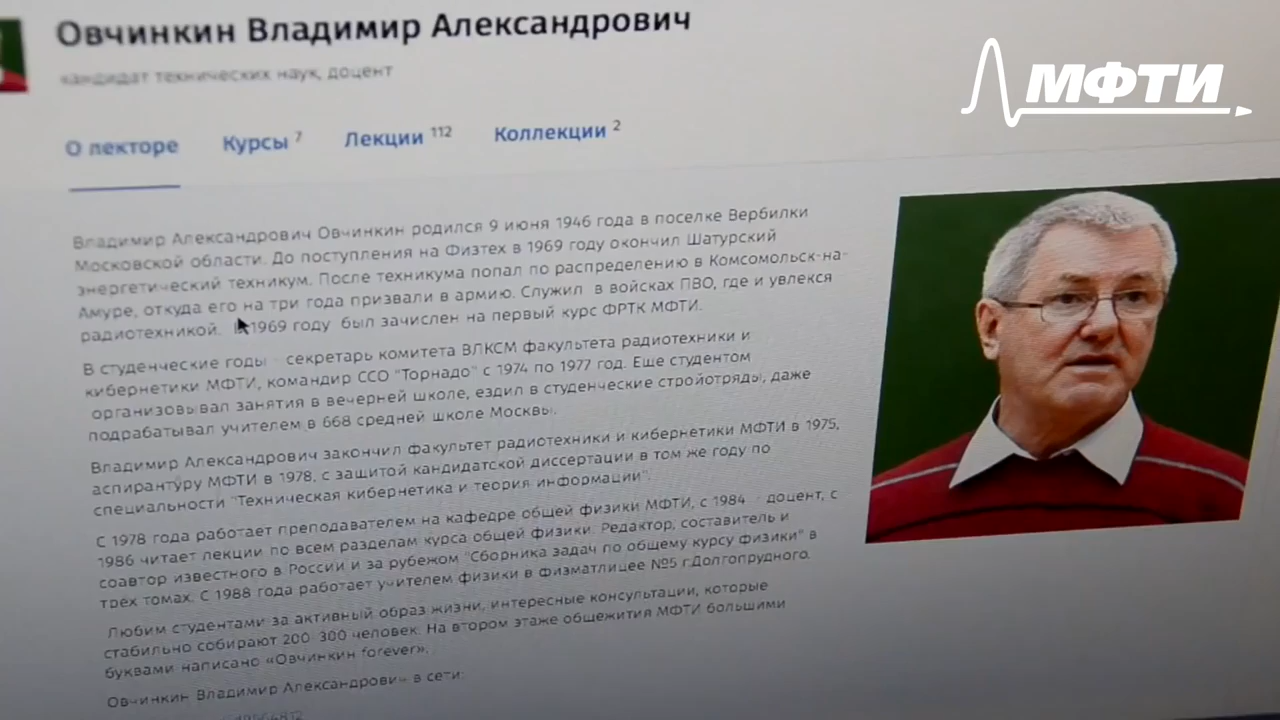 Овчинкин Владимир Александрович
кандидат технических наук, доцент
МФТИ
О лекторе Курсы 7 Лекции 112 Коллекции 2
Владимир Александрович Овчинкин родился 9 июня 1946 года в поселке Вербилки
Московской области. До поступления на Физтех в 1969 году окончил Шатурский
энергетический техникум. После техникума попал по распределению в Комсомольск-на-
Амуре, откуда его на три года призвали в армию. Служил в войсках ПВО, где и увлекся
радиотехникой. 1969 году был зачислен на первый курс ФРТК МФТИ.
В студенческие годы - секретарь комитета ВЛКСМ факультета радиотехники и
кибернетики МФТИ, командир ССО "Торнадо" с 1974 по 1977 год. Еще студентом
организовывал занятия в вечерней школе, ездил в студенческие стройотряды, даже
подрабатывал учителем в 668 средней школе Москвы.
Владимир Александрович закончил факультет радиотехники и кибернетики МФТИ в 1975,
аспирантуру МФТИ в 1978, с защитой кандидатской диссертации в том же году по
специальности "Техническая кибернетика и теория информации".
С 1978 года работает преподавателем на кафедре общей физики МФТИ, с 1984 - доцент, с
1986 читает лекции по всем разделам курса общей физики. Редактор, составитель и
соавтор известного в России и за рубежом "Сборника задач по общему курсу физики" в
трёх томах. С 1988 года работает учителем физики в физматлицее №5 г.Долгопрудного.
Любим студентами за активный образ жизни, интересные консультации, которые
стабильно собирают 200-300 человек. На втором этаже общежития МФТИ большими
буквами написано «Овчинкин forever».
Овчинкин Владимир Александрович в сети: